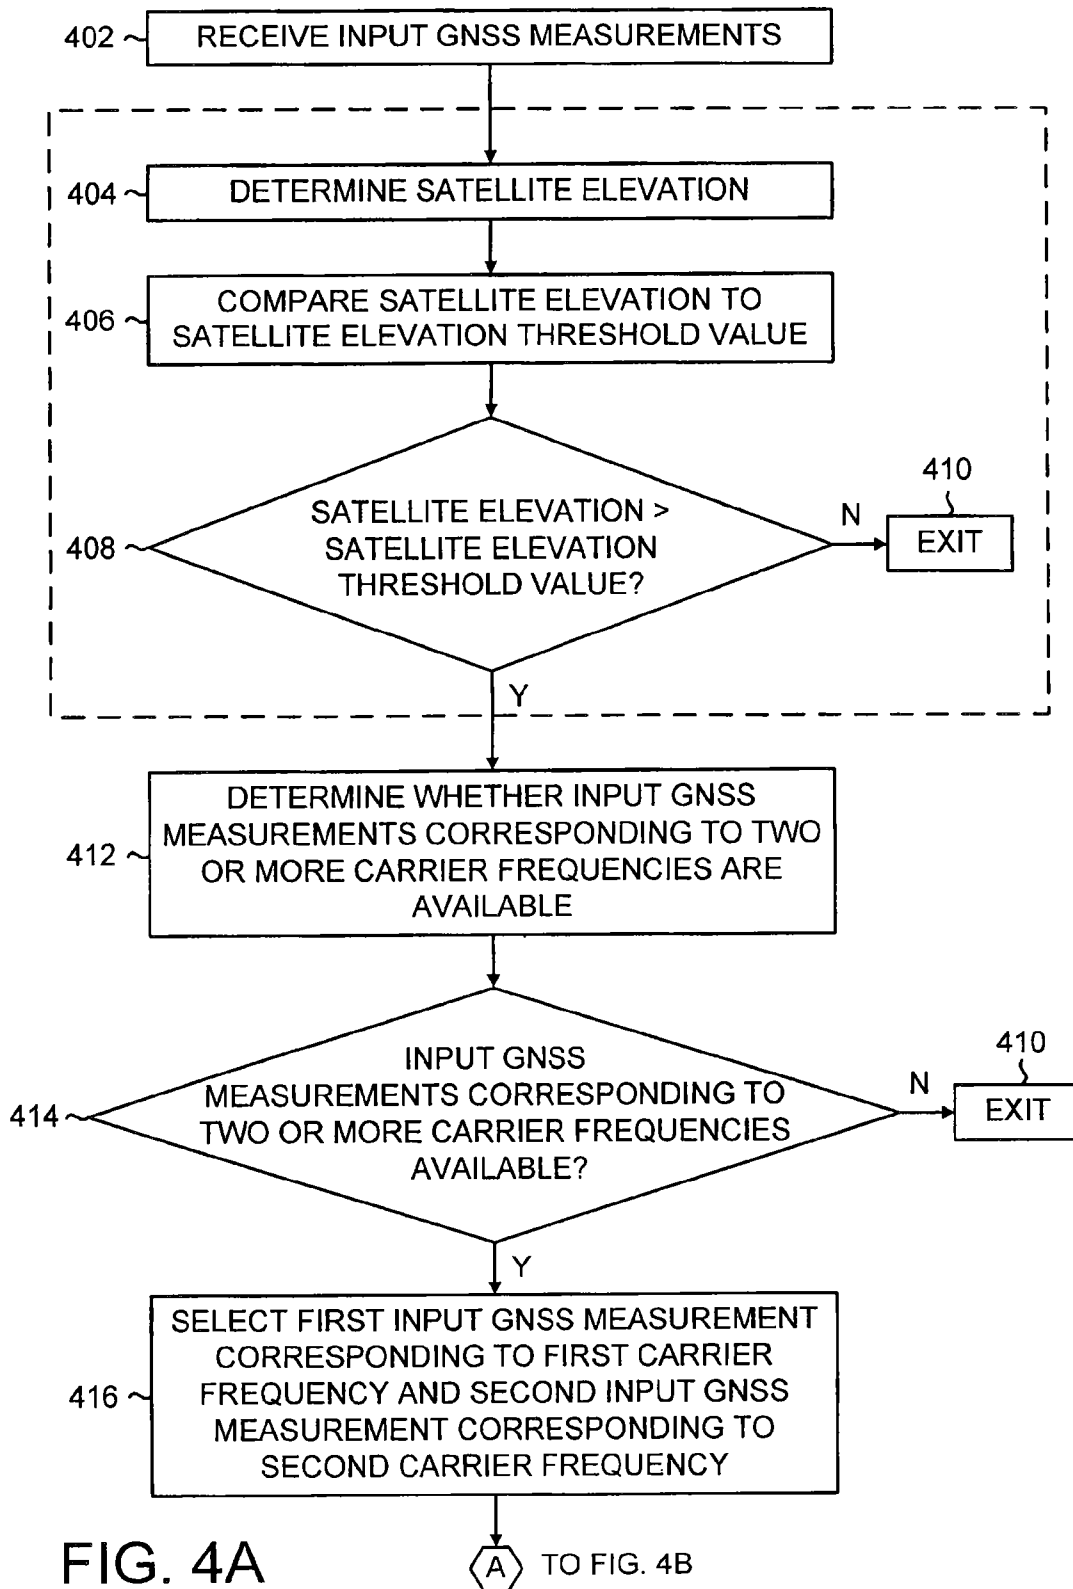 402
RECEIVE INPUT GNSS MEASUREMENTS
404
DETERMINE SATELLITE ELEVATION
406
COMPARE SATELLITE ELEVATION TO
SATELLITE ELEVATION THRESHOLD VALUE
408
SATELLITE ELEVATION >
SATELLITE ELEVATION
THRESHOLD VALUE?
N
410
EXIT
Y
412
DETERMINE WHETHER INPUT GNSS
MEASUREMENTS CORRESPONDING TO TWO
OR MORE CARRIER FREQUENCIES ARE
AVAILABLE
414
INPUT GNSS
MEASUREMENTS CORRESPONDING TO
TWO OR MORE CARRIER FREQUENCIES
AVAILABLE?
N
410
EXIT
Y
416
SELECT FIRST INPUT GNSS MEASUREMENT
CORRESPONDING TO FIRST CARRIER
FREQUENCY AND SECOND INPUT GNSS
MEASUREMENT CORRESPONDING TO
SECOND CARRIER FREQUENCY
FIG. 4A
A
TO FIG. 4B